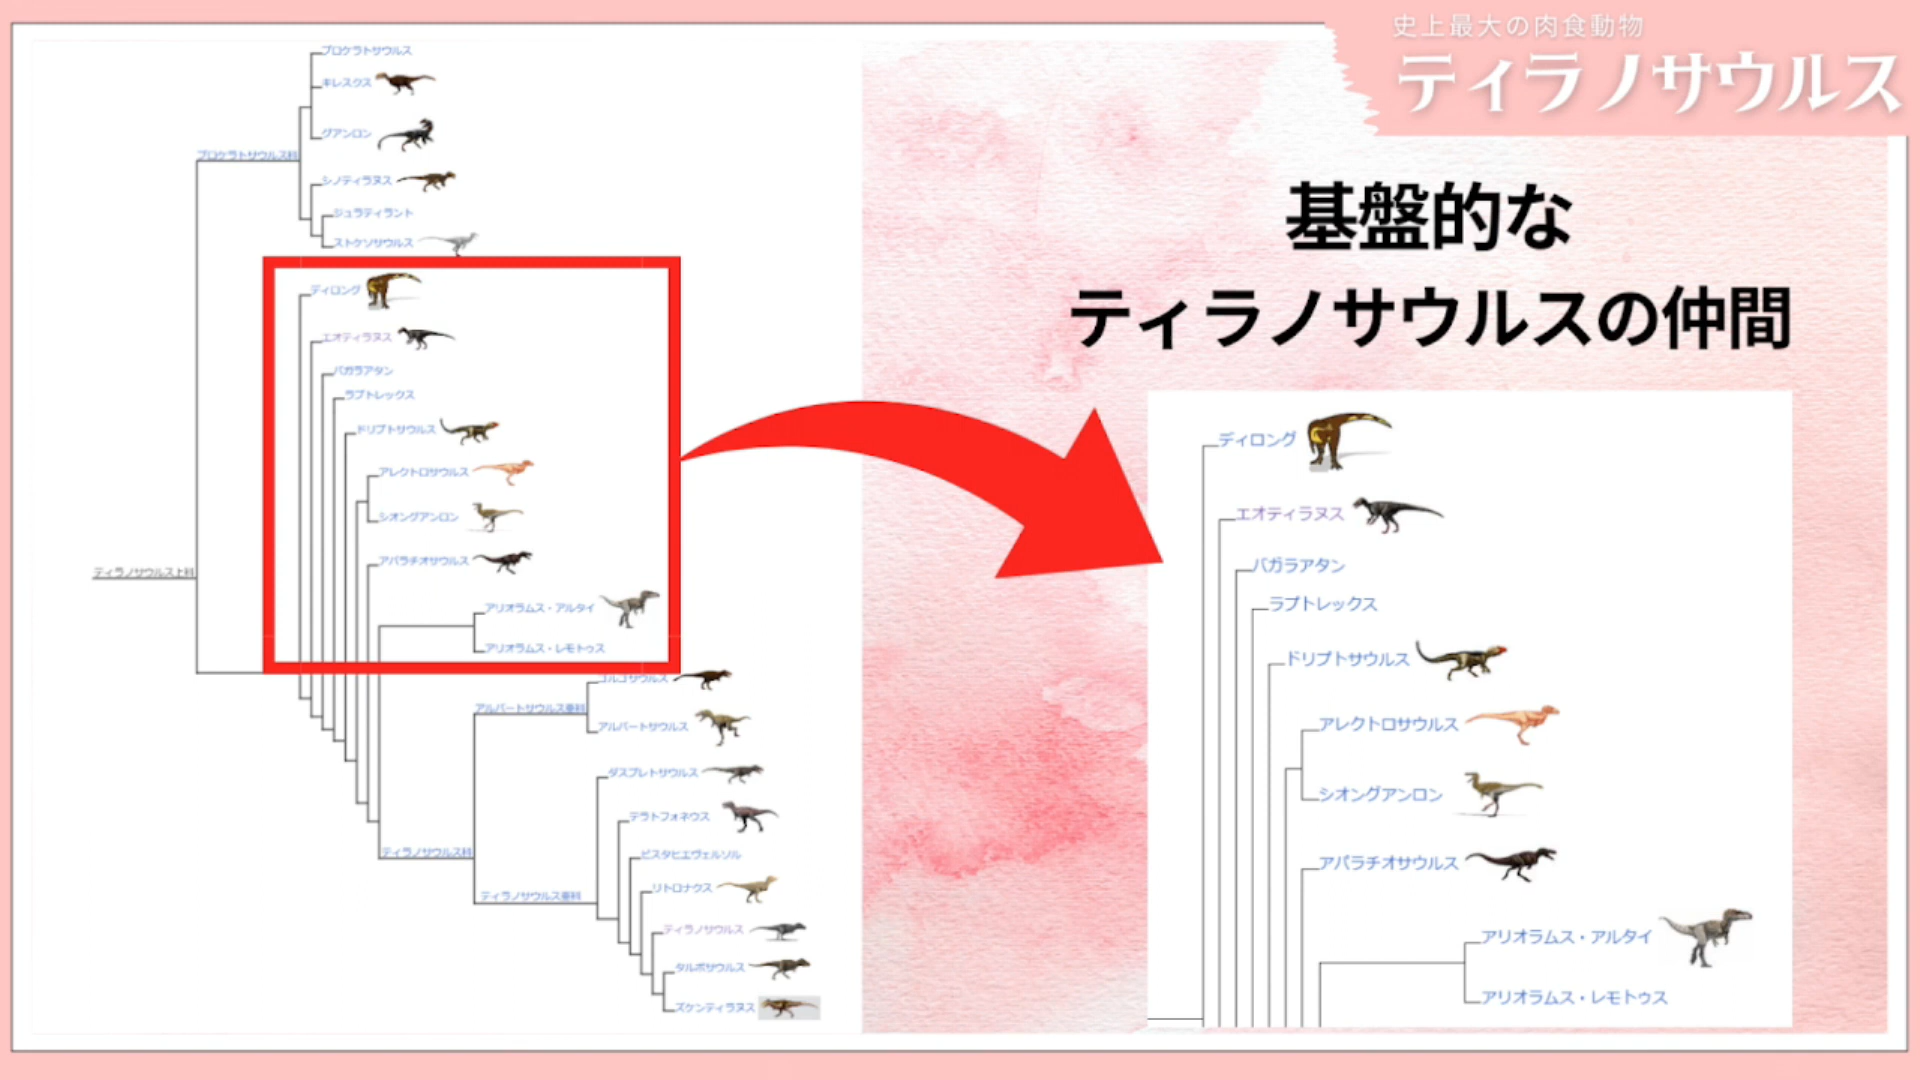 史上最大の肉食動物
ティラノサウルス
基盤的な
ティラノサウルスの仲間
プロケラトサウルス
キレスクス
グアンロン
プロケラトサウルス科
シノティラヌス
ジュラティラント
ストケソサウルス
ディロング
エオティラヌス
バガラアタン
ラプトレックス
ドリプトサウルス
アレクトロサウルス
シオングアンロン
アパラチオサウルス
ティラノサウルス上科
アリオラムス・アルタイ
アリオラムス・レモトゥス
ゴルゴサウルス
アルバートサウルス亜科
アルバートサウルス
ダスプレトサウルス
テラトフォネウス
ティラノサウルス科
ビスタヒエヴェルソル
リトロナクス
ティラノサウルス亜科
ティラノサウルス
タルボサウルス
ズケンティラヌス
ディロング
エオティラヌス
バガラアタン
ラプトレックス
ドリプトサウルス
アレクトロサウルス
シオングアンロン
アパラチオサウルス
アリオラムス・アルタイ
アリオラムス・レモトゥス